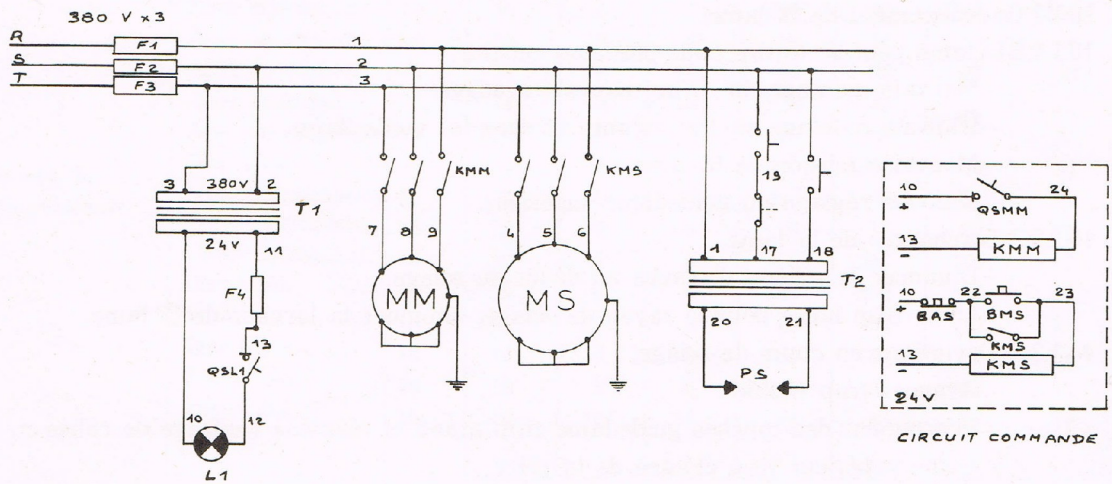 380 V x3
R
F1
1
S
F2
2
T
F3
3
3 380V 2
T1
24V
11
F4
13
QSL1
10
12
L1
KMM
7 8 9
MM
KMS
4 5 6
MS
19
1 17 18
T2
20 21
PS
10 24
+ QSMM
13
- KMM
10 22 23
+ BAS BMS
KMS
13
- KMS
24V
CIRCUIT COMMANDE